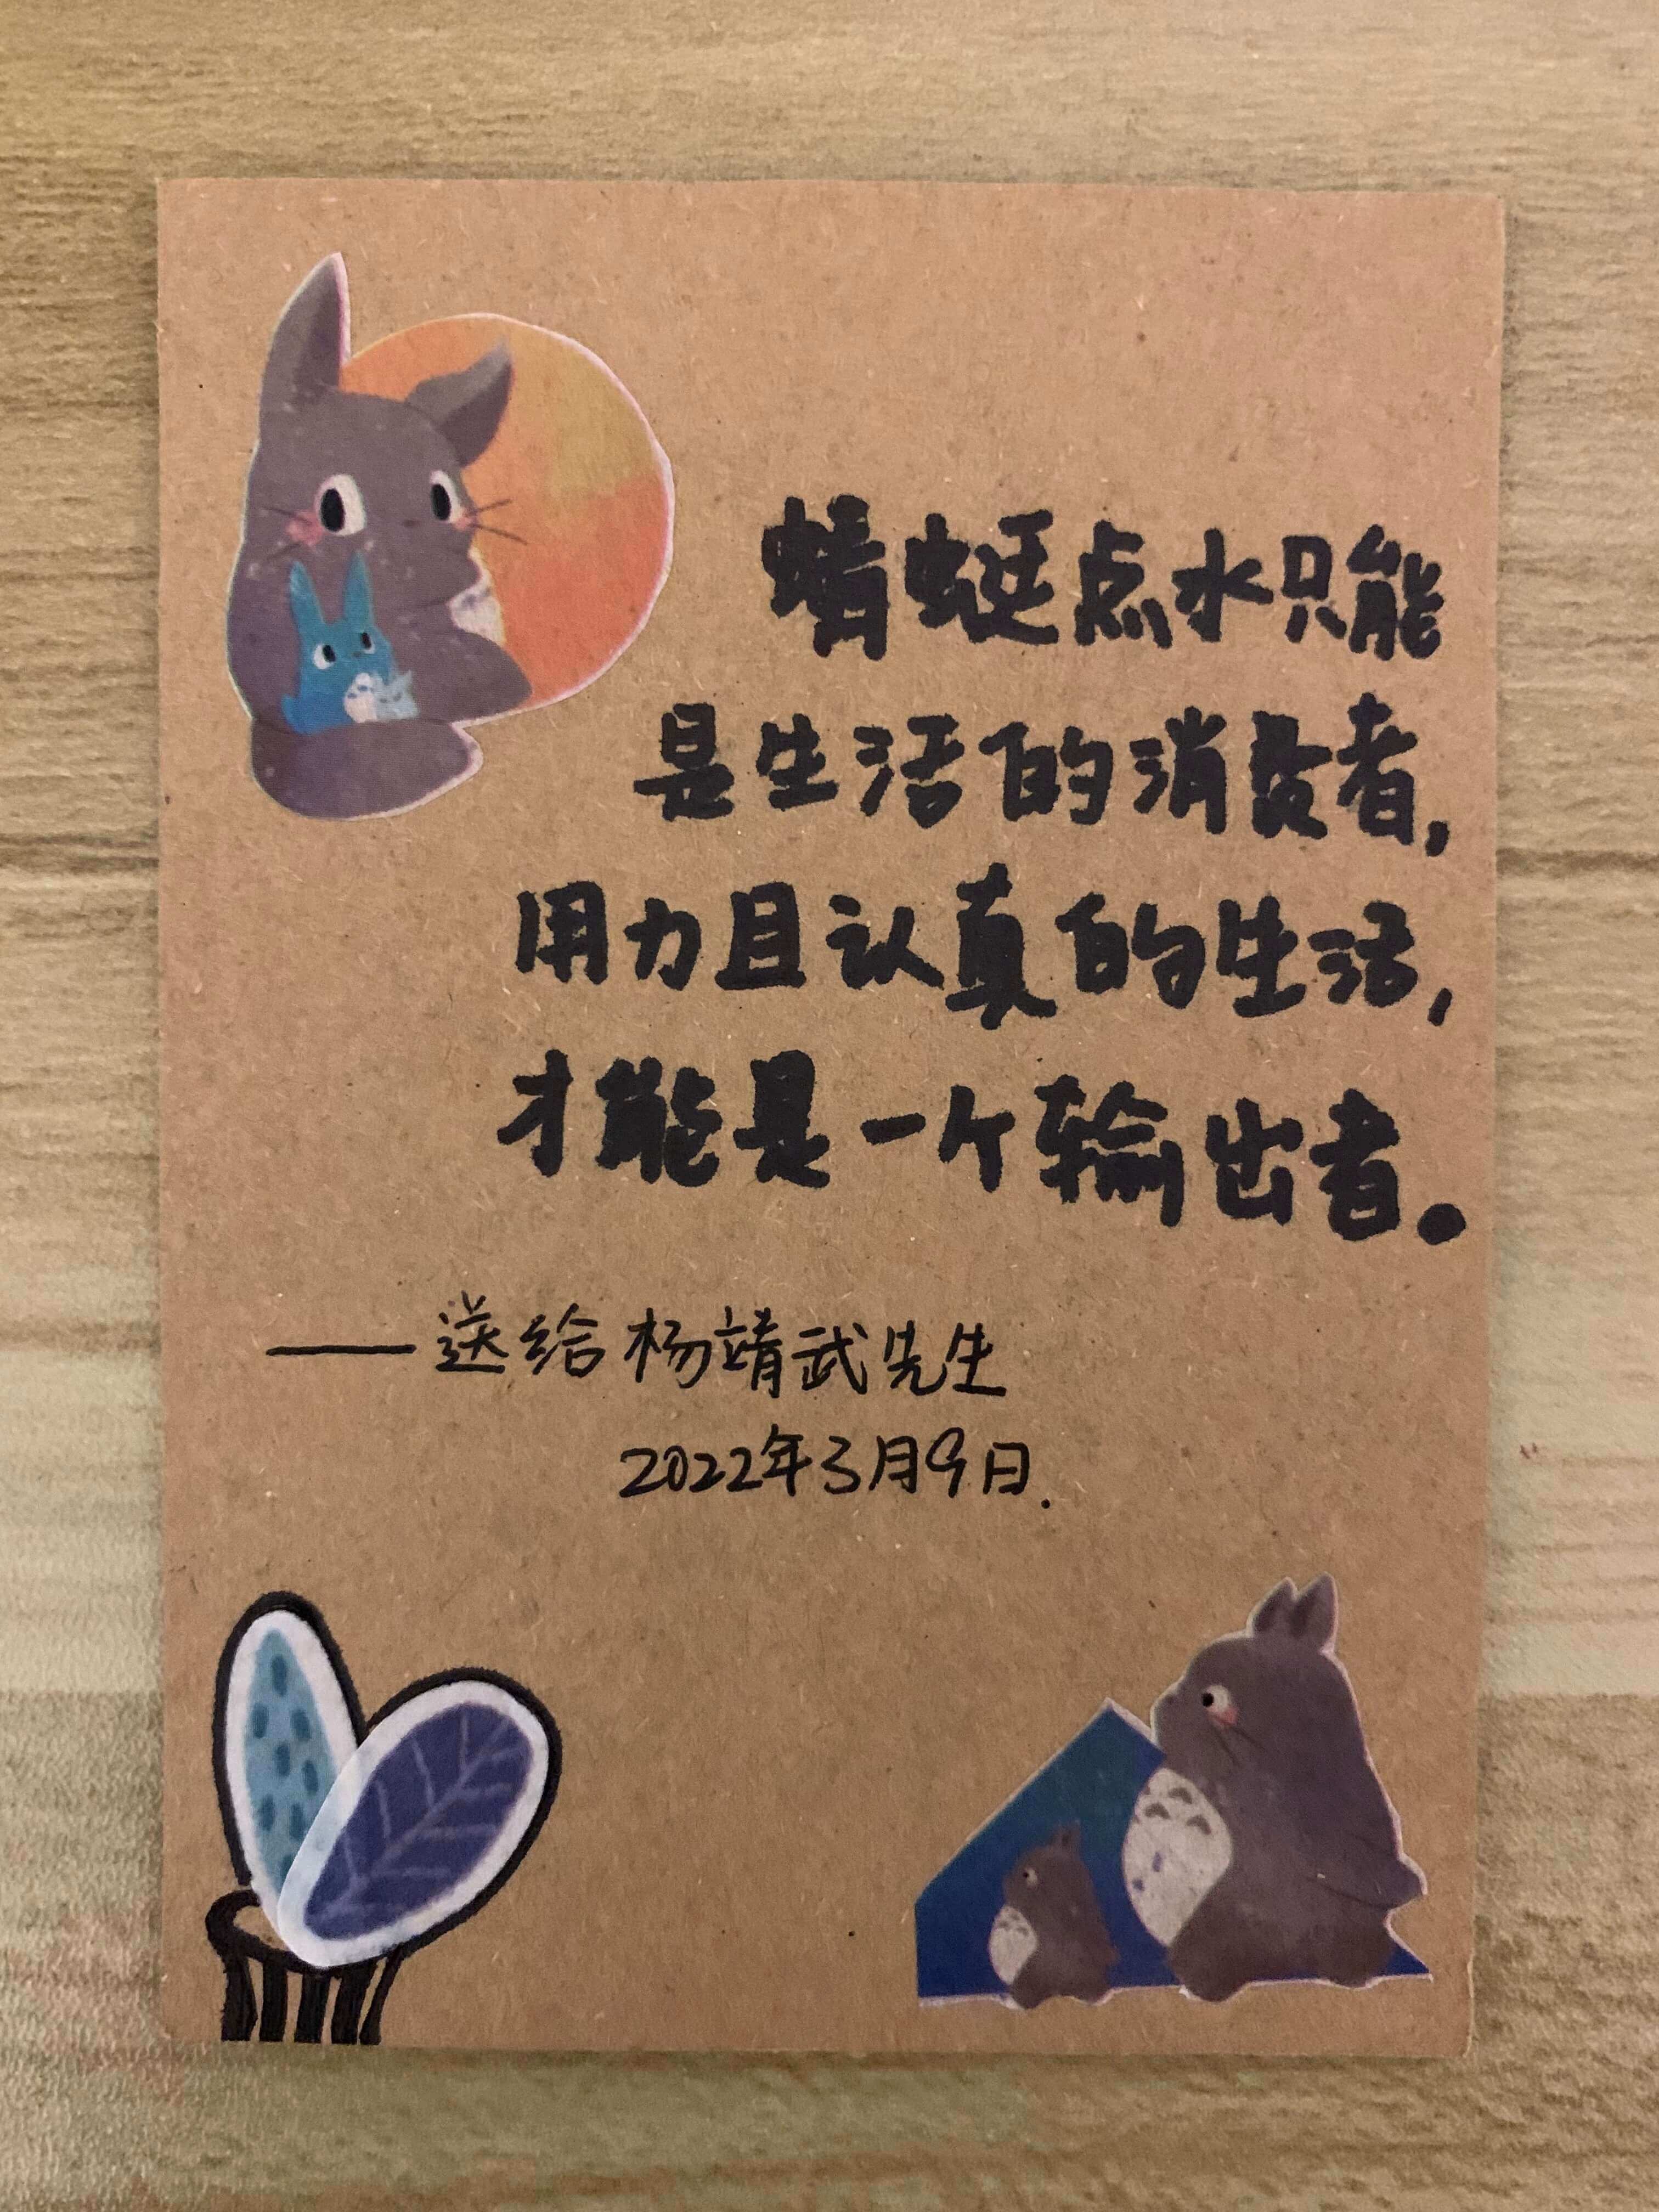 蜻蜓点水只能
是生活的消费者,
用力且认真的生活,
才能是一个输出者。
——送给杨靖武先生
2022年3月9日.